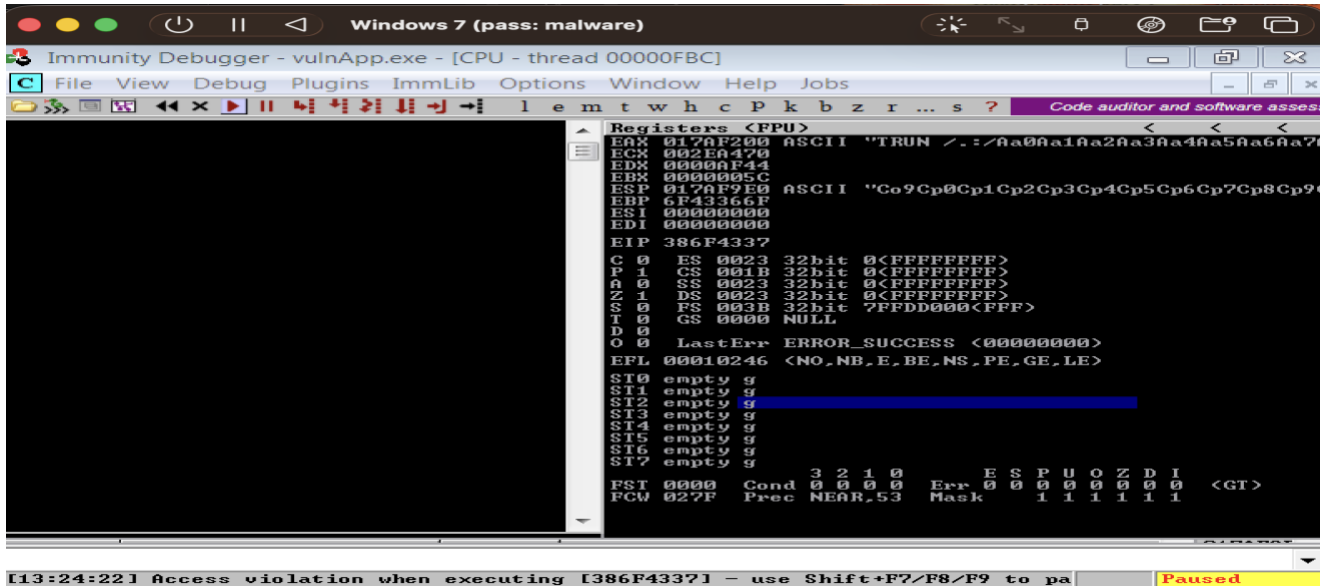 Windows 7 (pass: malware)
Immunity Debugger - vulnApp.exe - [CPU - thread 00000FBC]
C File View Debug Plugins ImmLib Options Window Help Jobs
l e m t w h c P k b z r ... s ? Code auditor and software asses
Registers (FPU) < < <
EAX 017AF200 ASCII "TRUN /.:/Aa0Aa1Aa2Aa3Aa4Aa5Aa6Aa7
ECX 002EA470
EDX 0000AF44
EBX 0000005C
ESP 017AF9E0 ASCII "Co9Cp0Cp1Cp2Cp3Cp4Cp5Cp6Cp7Cp8Cp9
EBP 6F43366F
ESI 00000000
EDI 00000000
EIP 386F4337
C 0 ES 0023 32bit 0(FFFFFFFF)
P 1 CS 001B 32bit 0(FFFFFFFF)
A 0 SS 0023 32bit 0(FFFFFFFF)
Z 1 DS 0023 32bit 0(FFFFFFFF)
S 0 FS 003B 32bit 7FFDD000(FFF)
T 0 GS 0000 NULL
D 0
O 0 LastErr ERROR_SUCCESS (00000000)
EFL 00010246 (NO,NB,E,BE,NS,PE,GE,LE)
ST0 empty g
ST1 empty g
ST2 empty g
ST3 empty g
ST4 empty g
ST5 empty g
ST6 empty g
ST7 empty g
3 2 1 0 E S P U O Z D I
FST 0000 Cond 0 0 0 0 Err 0 0 0 0 0 0 0 0 (GT)
FCW 027F Prec NEAR,53 Mask 1 1 1 1 1 1
[13:24:22] Access violation when executing [386F4337] - use Shift+F7/F8/F9 to pa Paused